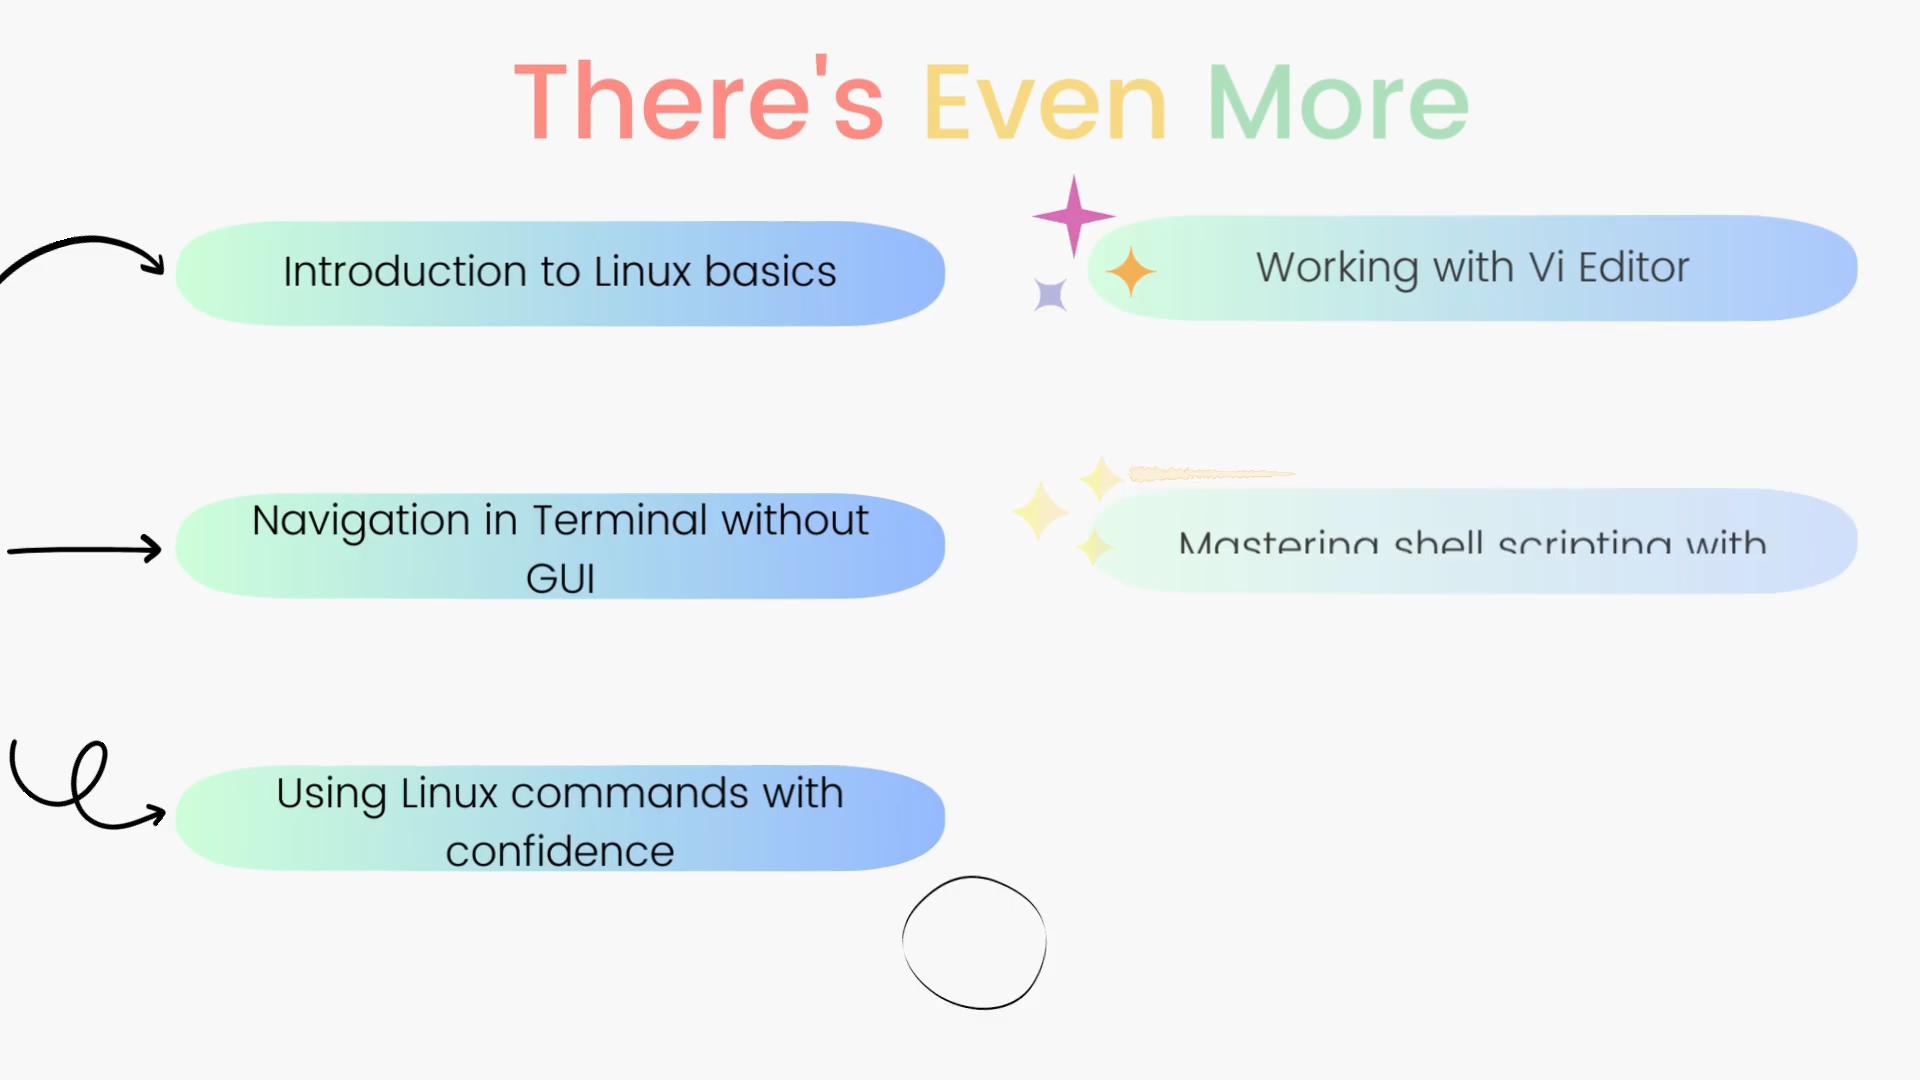 There's Even More
Introduction to Linux basics
Navigation in Terminal without
GUI
Using Linux commands with
confidence
Working with Vi Editor
Mastering shell scripting with